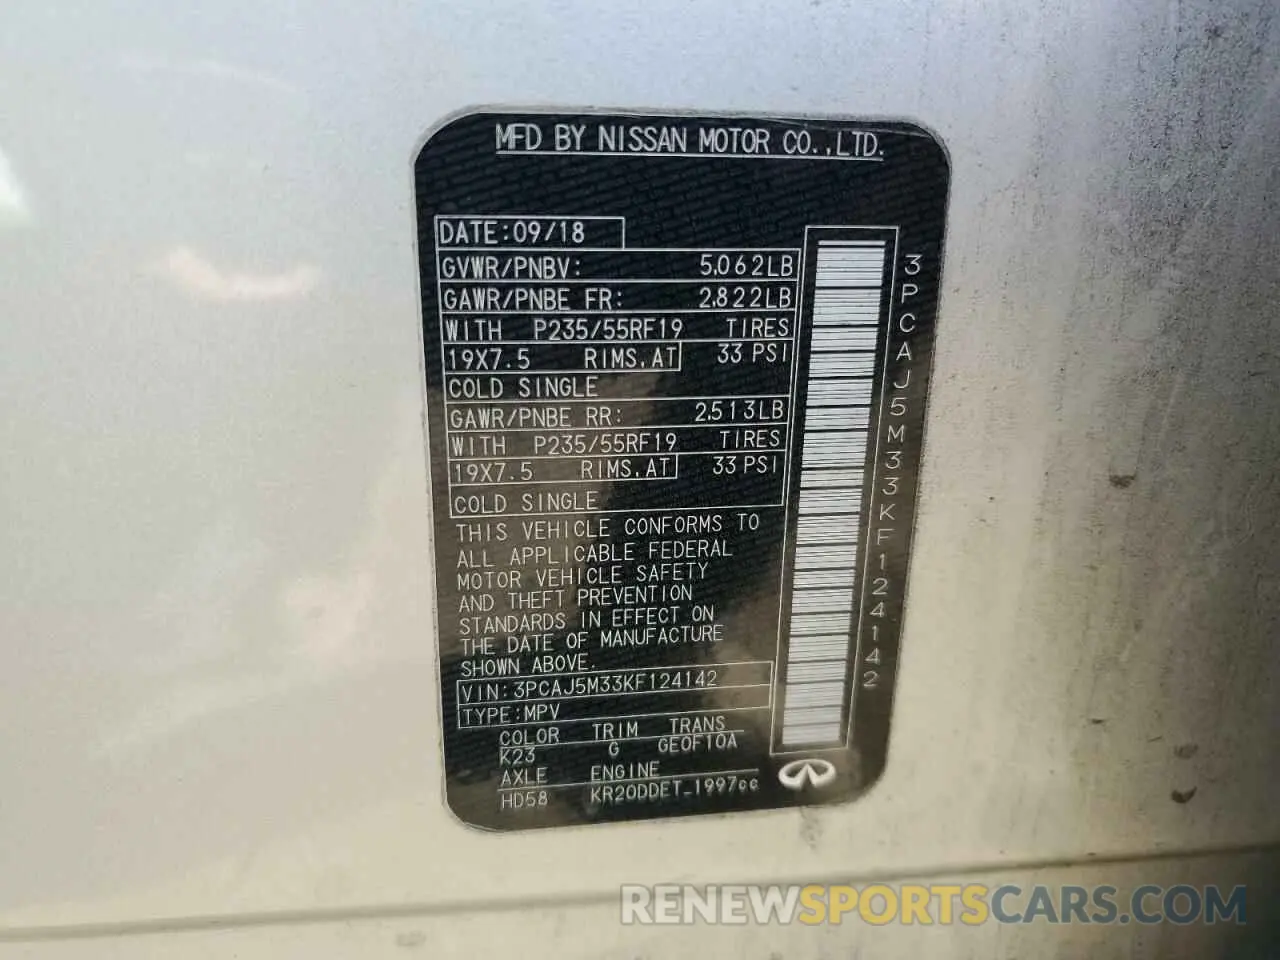 MFD BY NISSAN MOTOR CO.,LTD.
DATE:09/18
GVWR/PNBV: 5.062LB
GAWR/PNBE FR: 2.822LB
WITH P235/55RF19 TIRES
19X7.5 RIMS.AT 33 PSI
COLD SINGLE
GAWR/PNBE RR: 2.513LB
WITH P235/55RF19 TIRES
19X7.5 RIMS.AT 33 PSI
COLD SINGLE
THIS VEHICLE CONFORMS TO
ALL APPLICABLE FEDERAL
MOTOR VEHICLE SAFETY
AND THEFT PREVENTION
STANDARDS IN EFFECT ON
THE DATE OF MANUFACTURE
SHOWN ABOVE.
VIN:3PCAJ5M33KF124142
TYPE:MPV
COLOR TRIM TRANS
K23 G GE0F10A
AXLE ENGINE
HD58 KR20DDET_1997cc
3PCAJ5M33KF124142
RENEWSPORTSCARS.COM